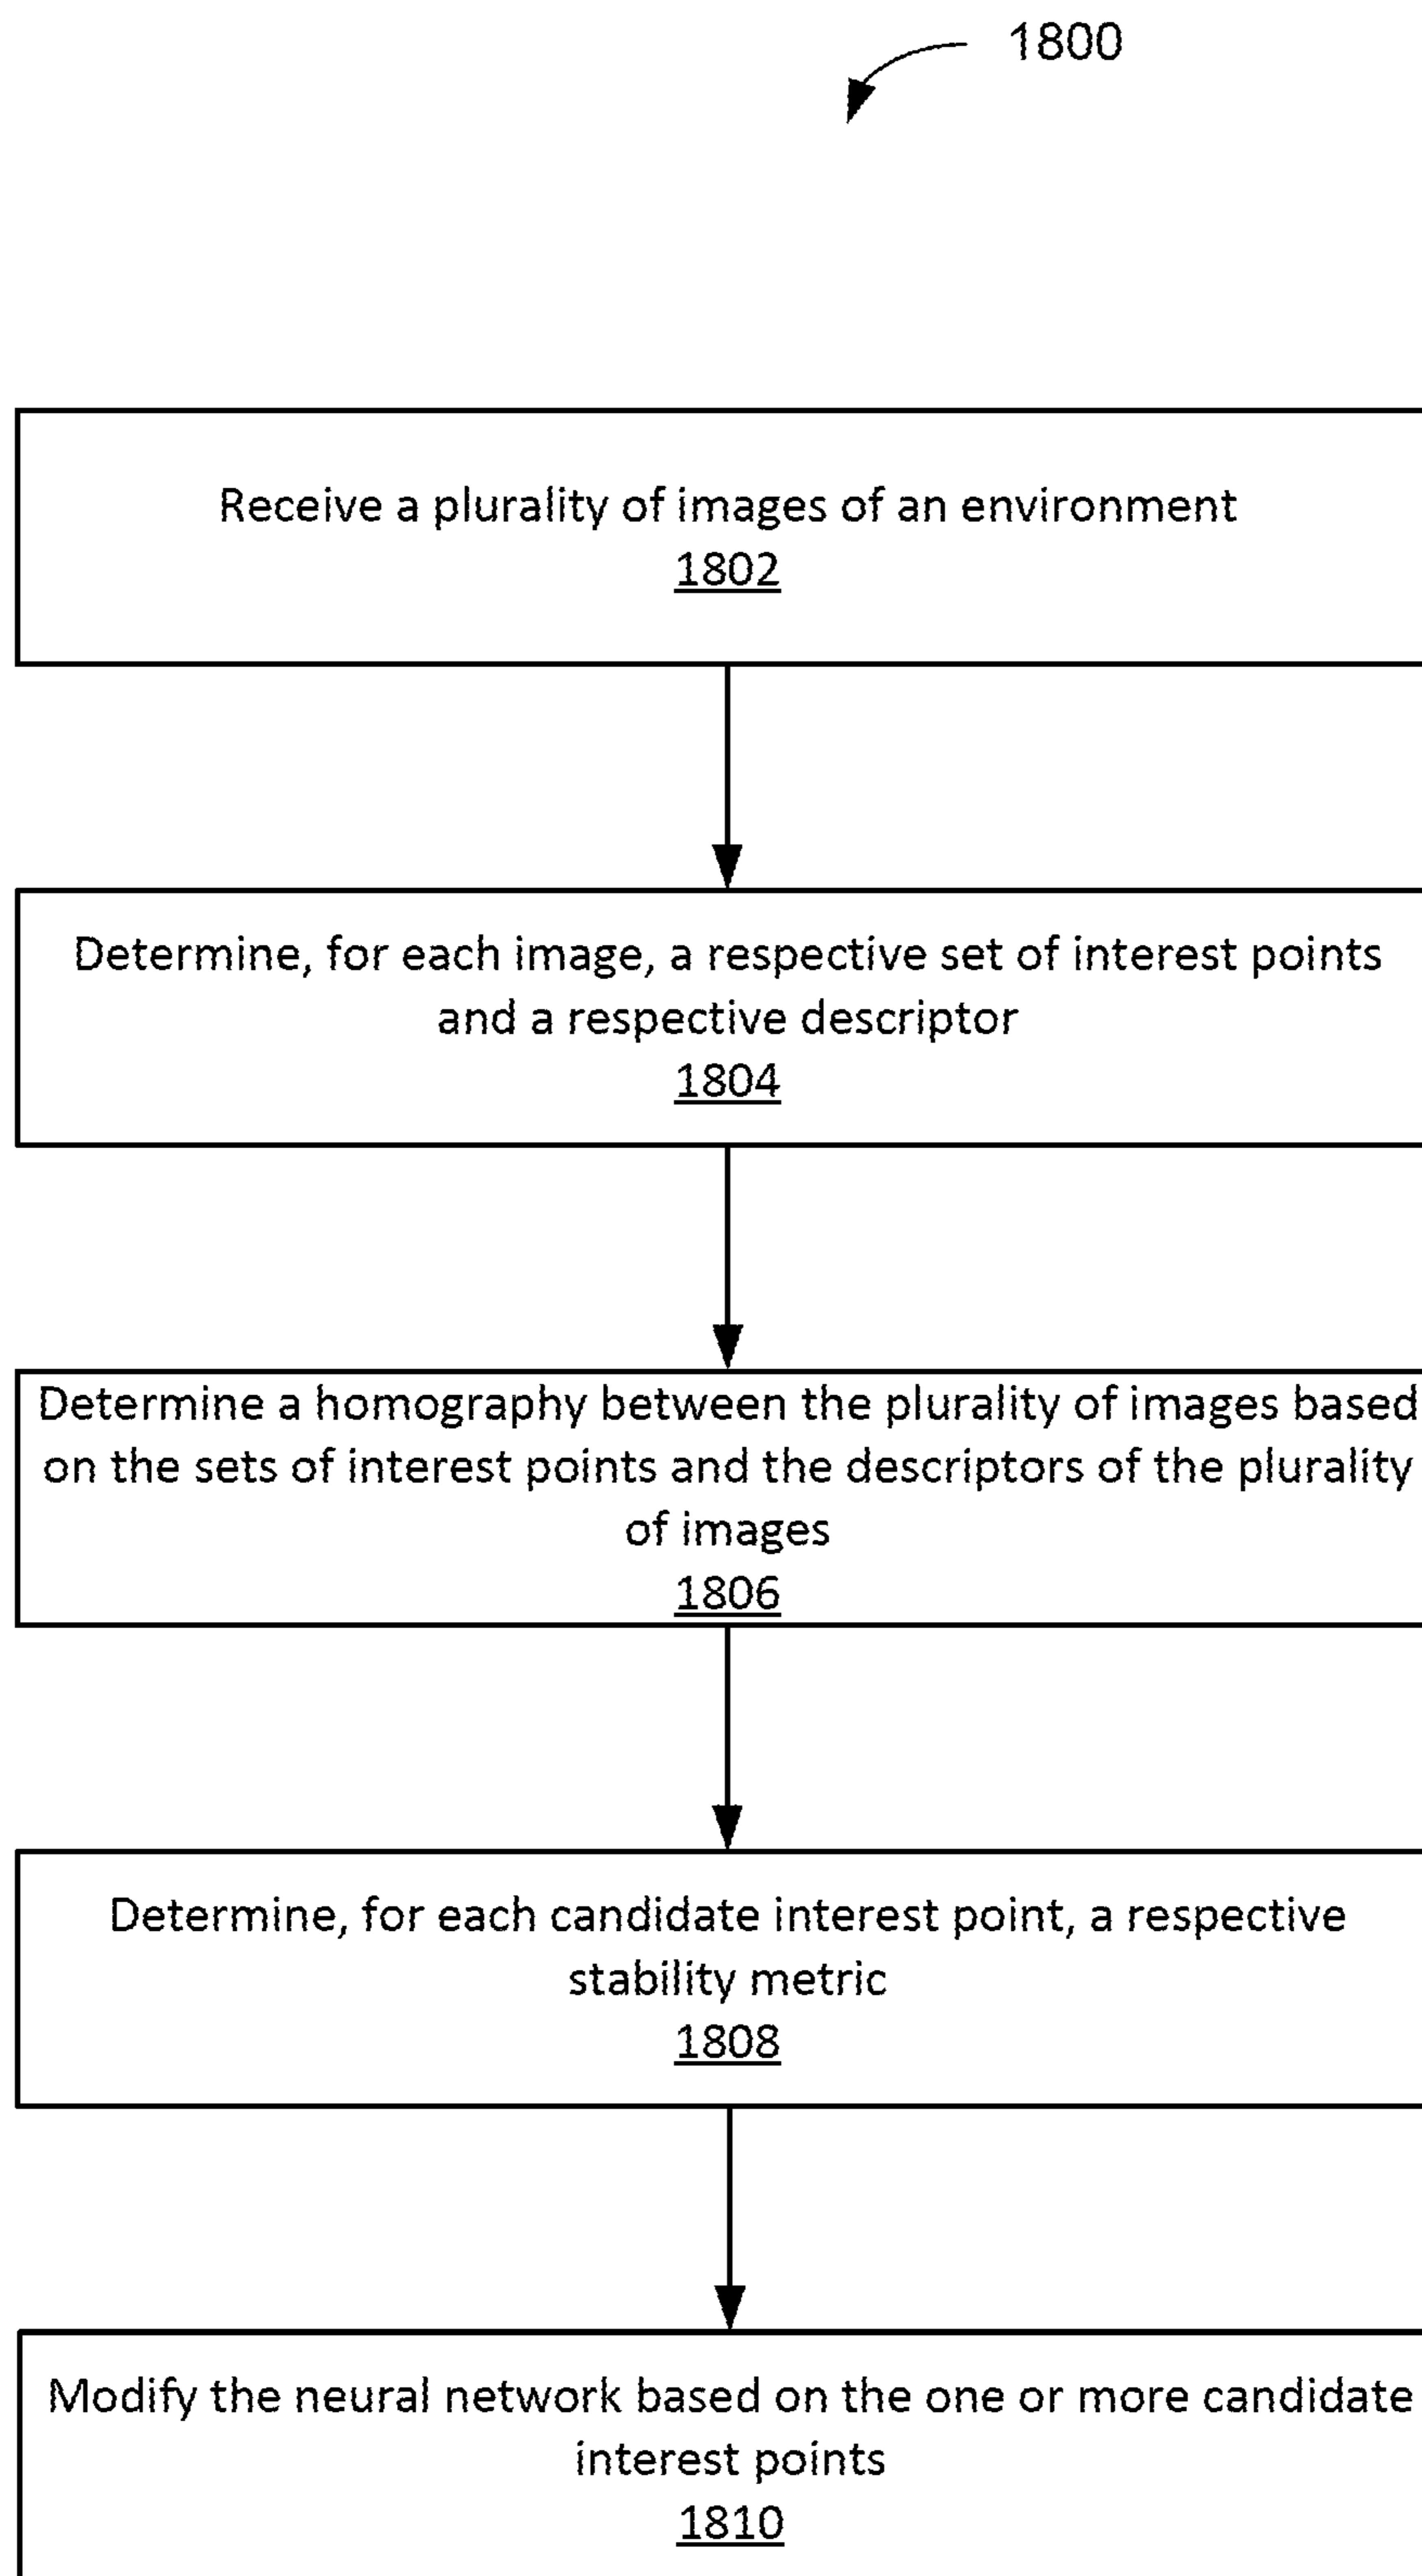 1800
Receive a plurality of images of an environment
1802
Determine, for each image, a respective set of interest points
and a respective descriptor
1804
Determine a homography between the plurality of images based
on the sets of interest points and the descriptors of the plurality
of images
1806
Determine, for each candidate interest point, a respective
stability metric
1808
Modify the neural network based on the one or more candidate
interest points
1810